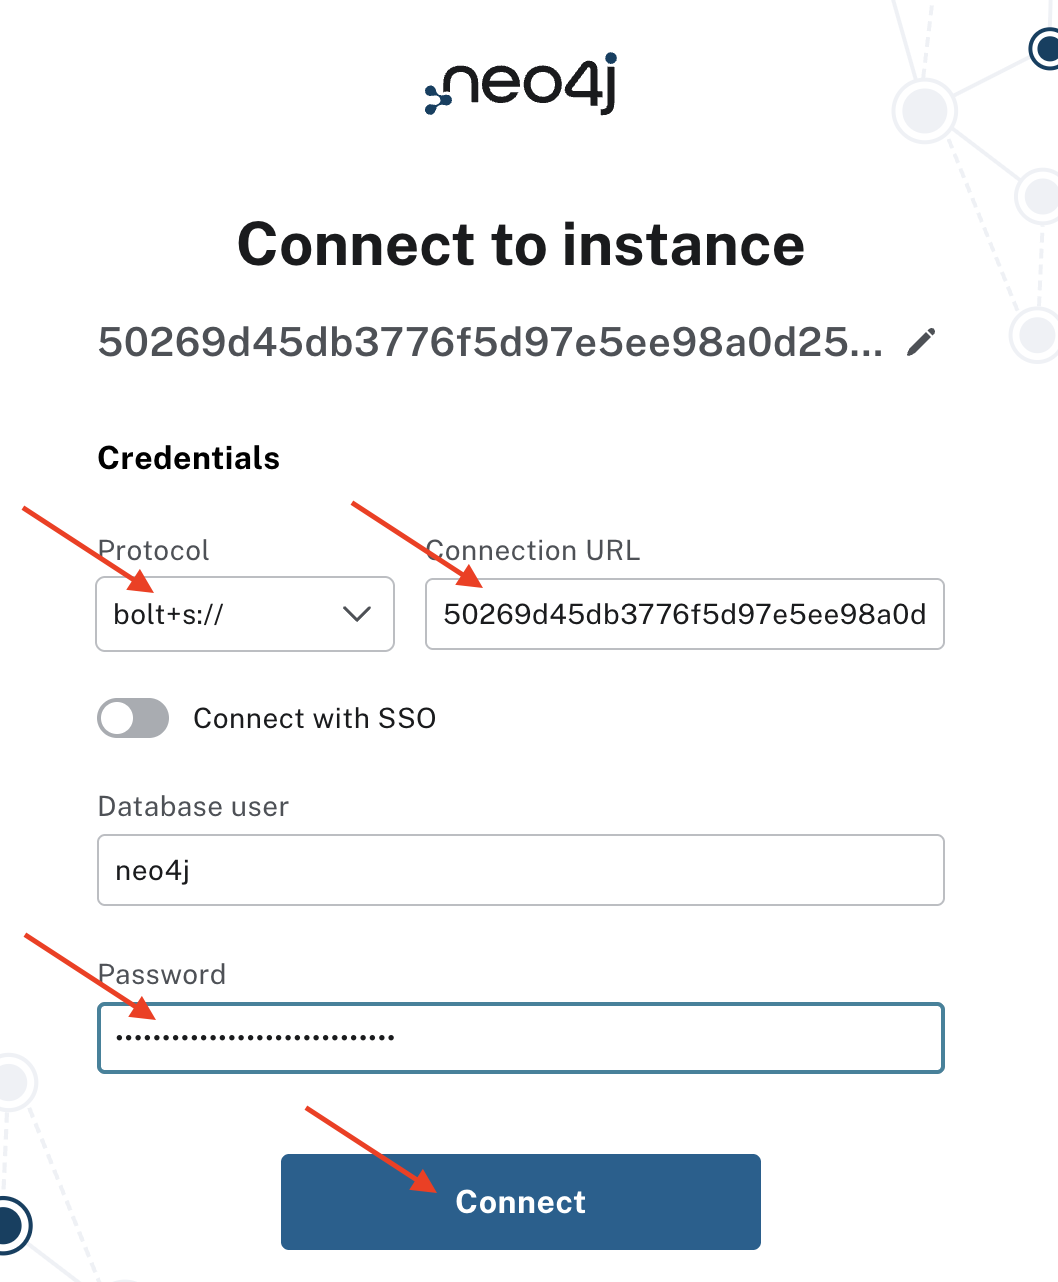 neo4j
Connect to instance
50269d45db3776f5d97e5ee98a0d25...
Credentials
Protocol
Connection URL
bolt+s://
50269d45db3776f5d97e5ee98a0d
Connect with SSO
Database user
neo4j
Password
Connect